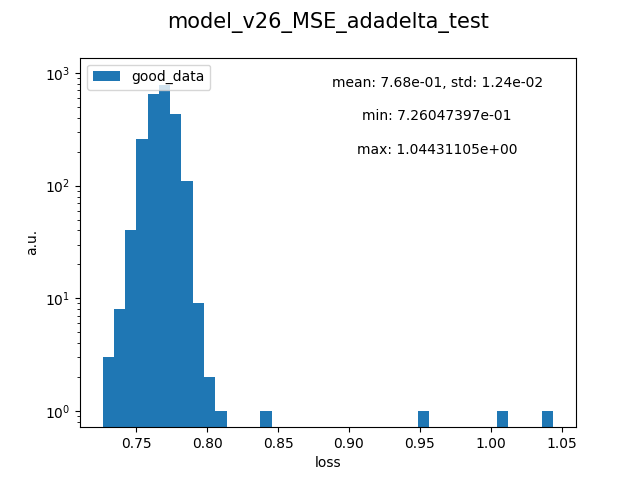 model_v26_MSE_adadelta_test
good_data
mean: 7.68e-01, std: 1.24e-02
min: 7.26047397e-01
max: 1.04431105e+00
10³
10²
10¹
10⁰
a.u.
0.75 0.80 0.85 0.90 0.95 1.00 1.05
loss